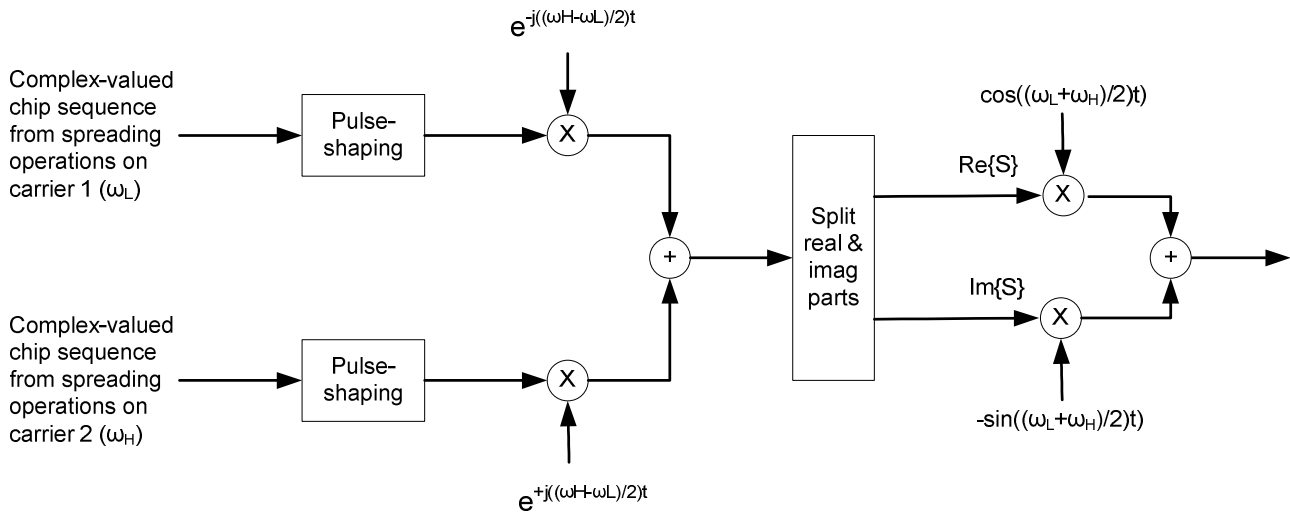 e^-j((ωH-ωL)/2)t
Complex-valued
chip sequence
from spreading
operations on
carrier 1 (ωL)
Pulse-
shaping
X
cos((ωL+ωH)/2)t)
Re{S}
X
Split
real &
imag
parts
+
+
Im{S}
X
-sin((ωL+ωH)/2)t)
Complex-valued
chip sequence
from spreading
operations on
carrier 2 (ωH)
Pulse-
shaping
X
e^+j((ωH-ωL)/2)t